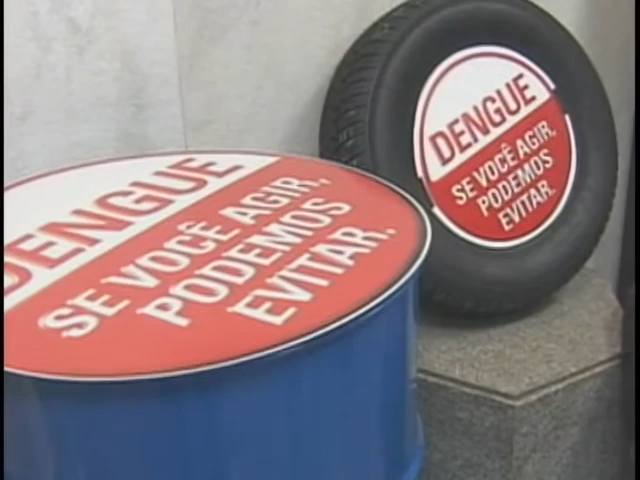 DENGUE
SE VOCÊ AGIR,
PODEMOS
EVITAR.
DENGUE
SE VOCÊ AGIR,
PODEMOS
EVITAR.